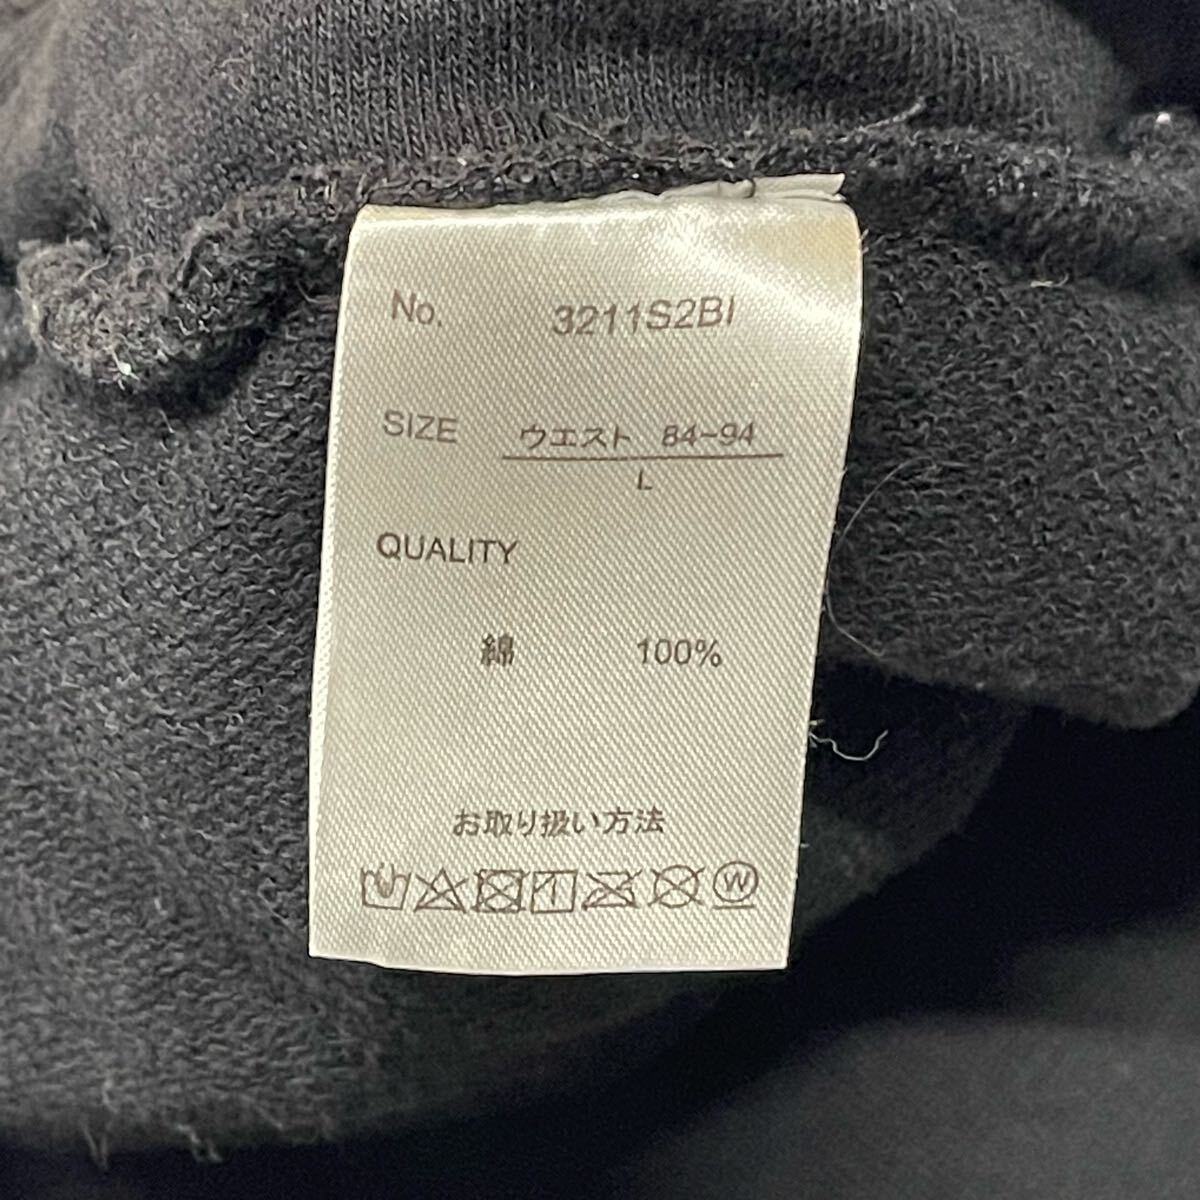 No. 3211S2BI
SIZE ウエスト 84~94
L
QUALITY
綿 100%
お取り扱い方法
W